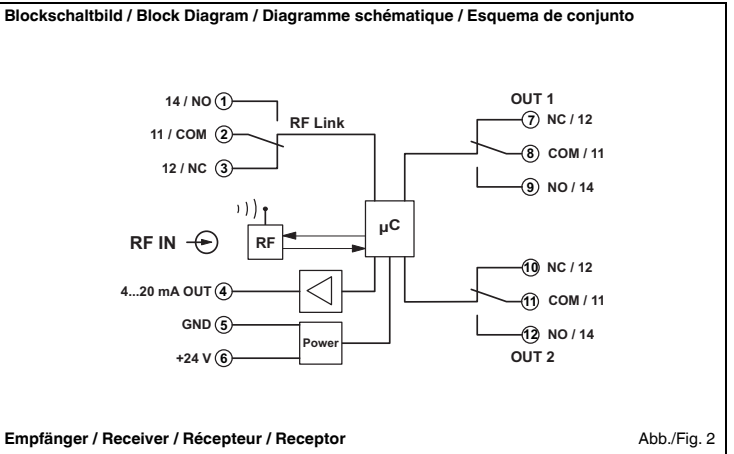 Blockschaltbild / Block Diagram / Diagramme schématique / Esquema de conjunto
14 / NO 1
11 / COM 2
12 / NC 3
RF Link
OUT 1
7 NC / 12
8 COM / 11
9 NO / 14
µC
RF IN
RF
4...20 mA OUT 4
GND 5
+24 V 6
Power
10 NC / 12
11 COM / 11
12 NO / 14
OUT 2
Empfänger / Receiver / Récepteur / Receptor
Abb./Fig. 2